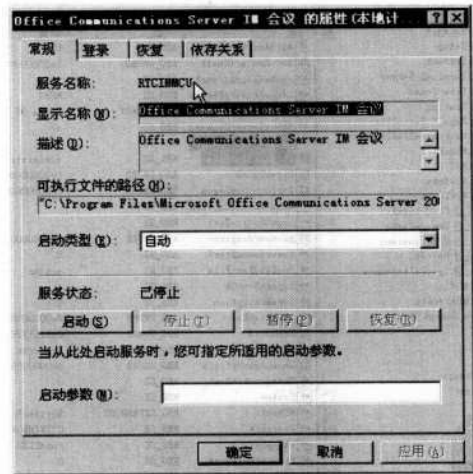 Office Communications Server IM 会议 的属性(本地计...
常规 登录 恢复 依存关系
服务名称: RTCIMMCU
显示名称(N): Office Communications Server IM 会议
描述(D): Office Communications Server IM 会议
可执行文件的路径(H):
"C:\Program Files\Microsoft Office Communications Server 200
启动类型(E): 自动
服务状态: 已停止
启动(S) 停止(T) 暂停(P) 恢复(R)
当从此处启动服务时，您可指定所适用的启动参数。
启动参数(M):
确定 取消 应用(A)